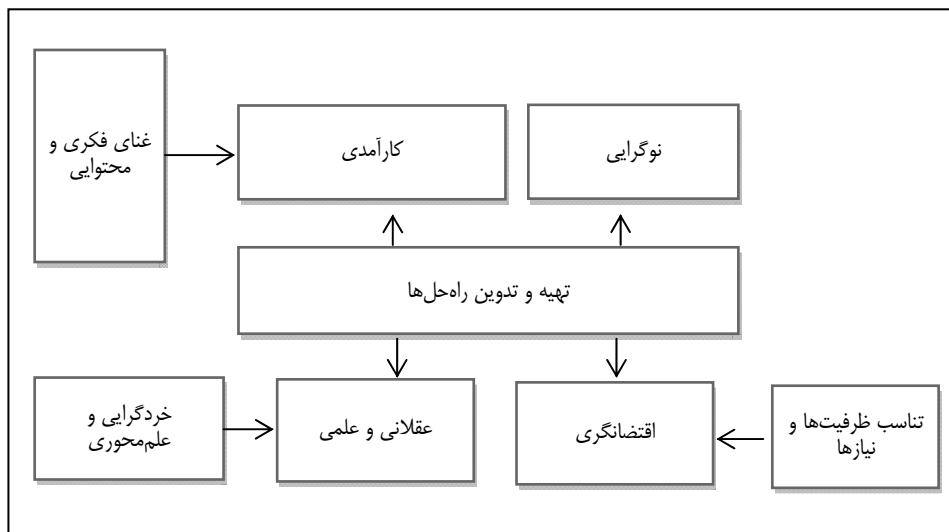 غنای فکری و
محتوایی
نوگرایی
کارآمدی
تهیه و تدوین راه‌حل‌ها
تناسب ظرفیت‌ها و
نیازها
اقتضانگری
عقلانی و علمی
خردگرایی و
علم‌محوری